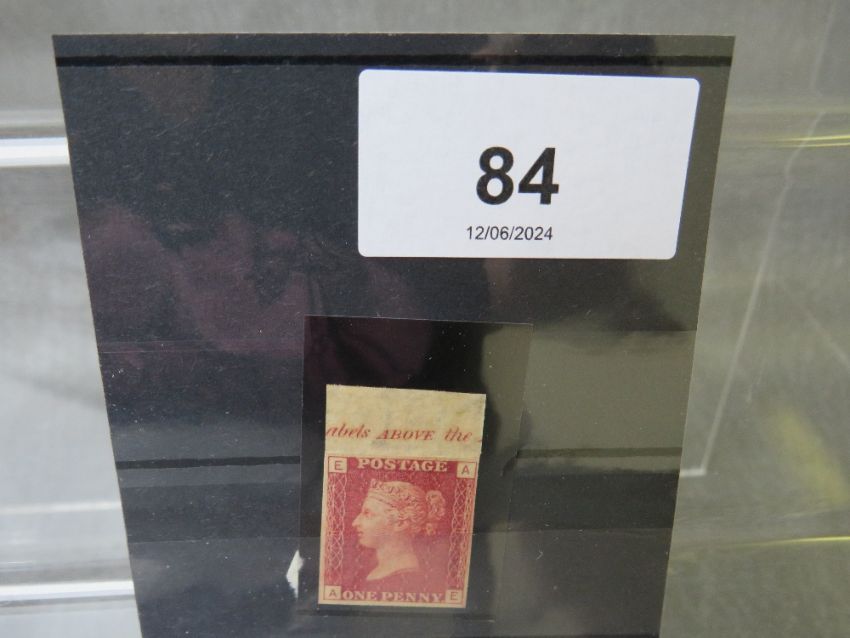 84
12/06/2024
abels ABOVE the
E POSTAGE A
A ONE PENNY E